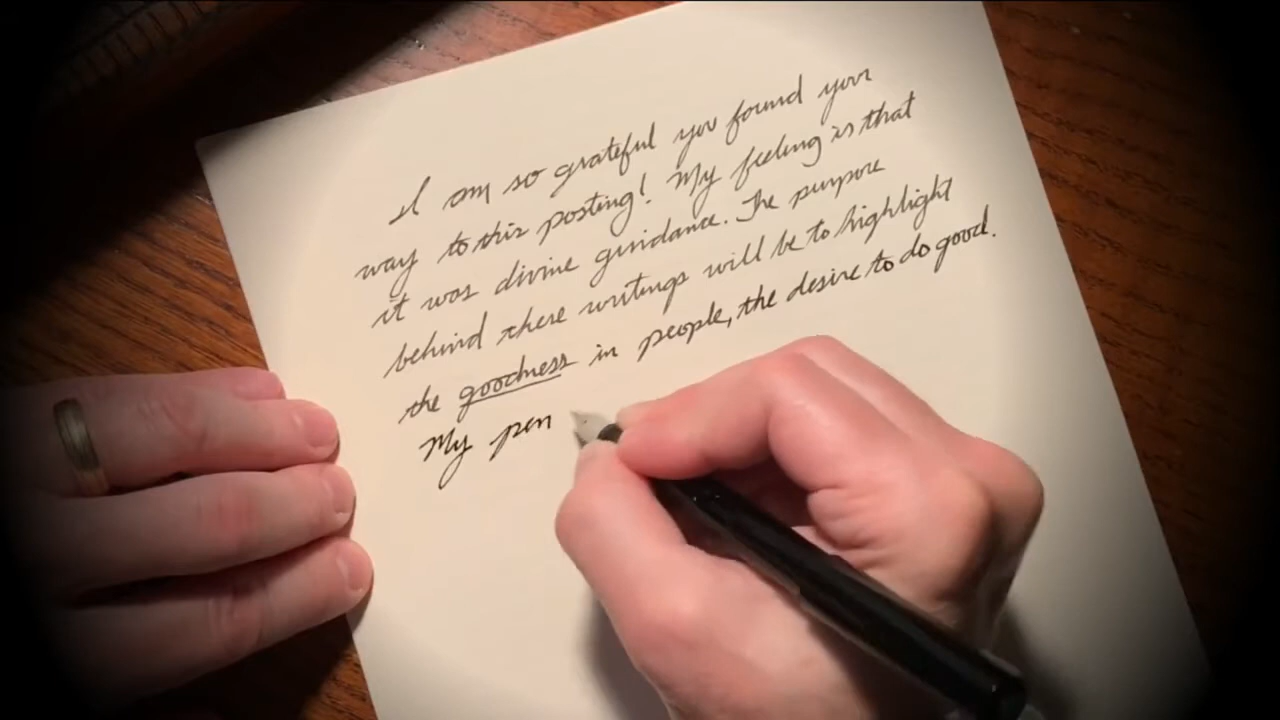 I am so grateful you found your
way to this posting! My feeling is that
it was divine guidance. The purpose
behind these writings will be to highlight
the goodness in people, the desire to do good.
My pen